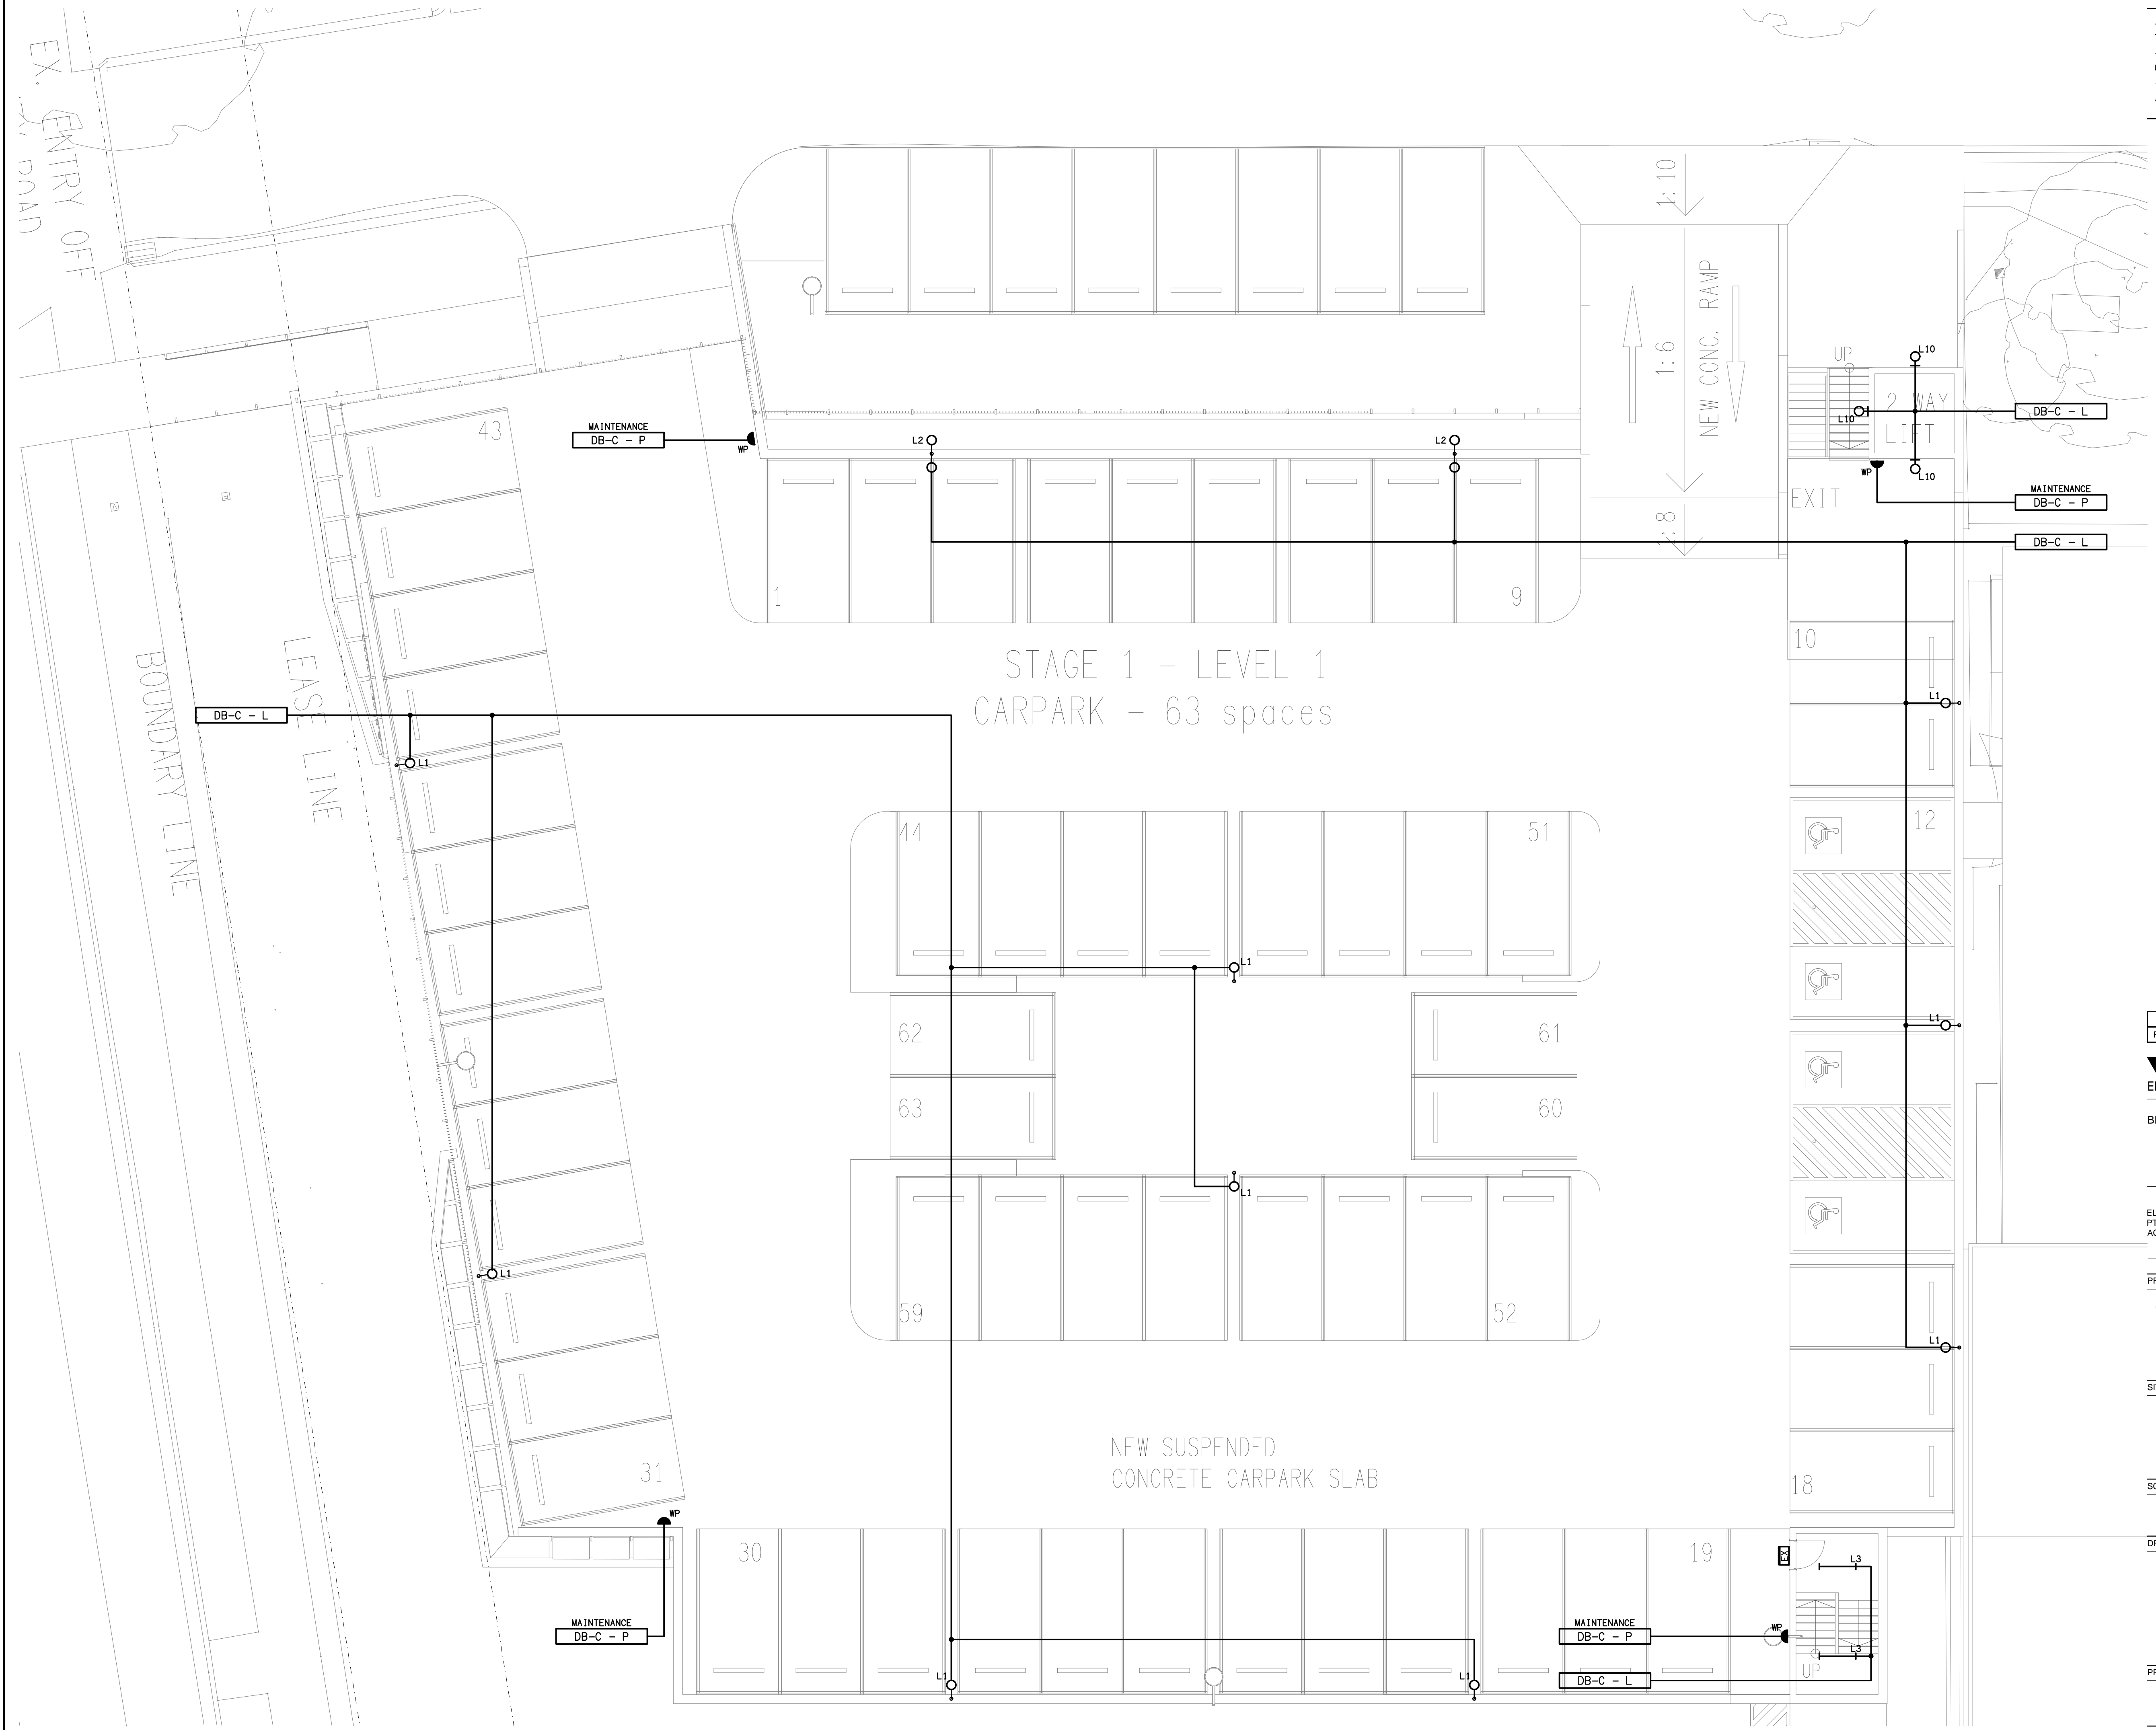 EX. ENTRY OFF
ROAD
1:10
1:6
NEW CONC. RAMP
1:8
UP
L10
2 WAY
LIFT
L10
L10
DB-C - L
WP
MAINTENANCE
DB-C - P
EXIT
DB-C - L
43
MAINTENANCE
DB-C - P
WP
L2
L2
1
9
10
STAGE 1 - LEVEL 1
CARPARK - 63 spaces
L1
BOUNDARY LINE
LEASE LINE
DB-C - L
L1
44
51
12
L1
62
61
L1
63
60
L1
L1
59
52
L1
NEW SUSPENDED
CONCRETE CARPARK SLAB
31
18
WP
30
19
EX
L3
MAINTENANCE
DB-C - P
MAINTENANCE
DB-C - P
WP
L3
UP
L1
L1
DB-C - L